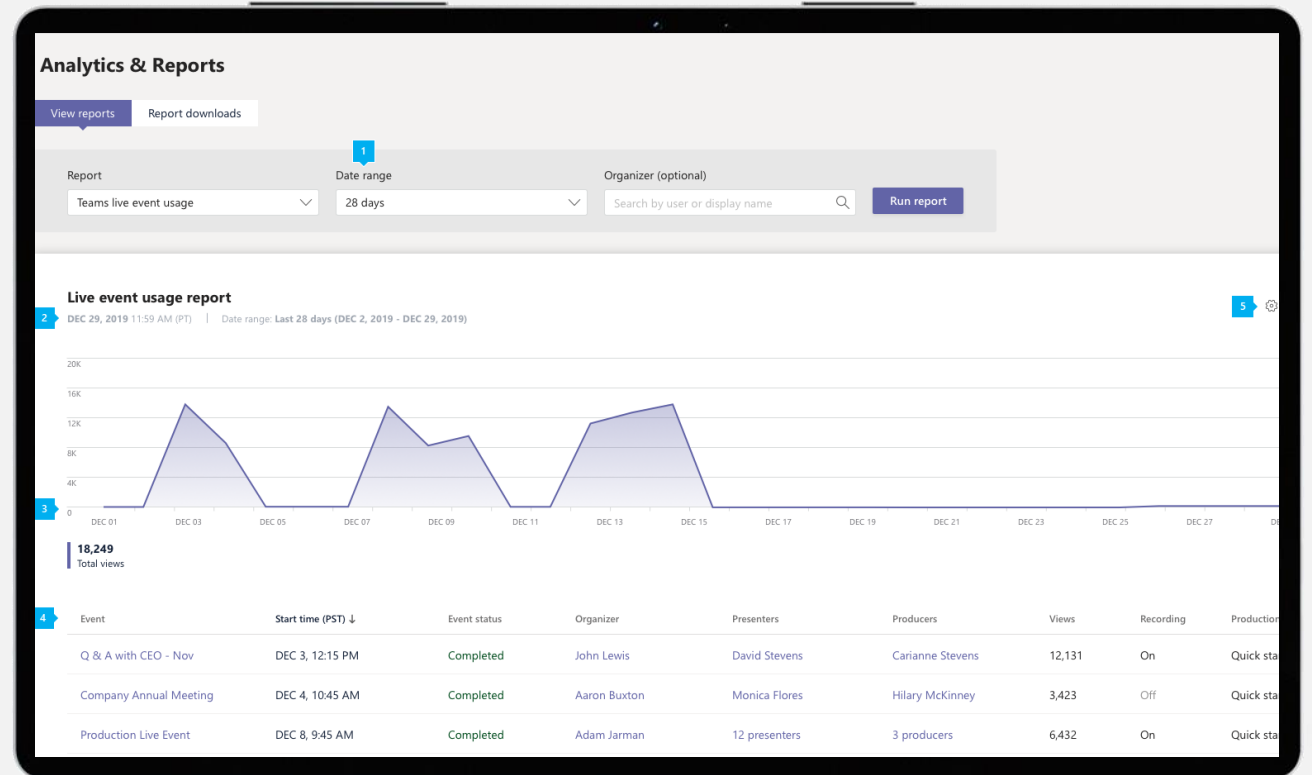 Analytics & Reports
View reports Report downloads
1
Report Date range Organizer (optional)
Teams live event usage 28 days Search by user or display name Run report
Live event usage report
5
2 DEC 29, 2019 11:59 AM (PT) | Date range: Last 28 days (DEC 2, 2019 - DEC 29, 2019)
20K
16K
12K
8K
4K
3 0
DEC 01 DEC 03 DEC 05 DEC 07 DEC 09 DEC 11 DEC 13 DEC 15 DEC 17 DEC 19 DEC 21 DEC 23 DEC 25 DEC 27
18,249
Total views
4 Event Start time (PST) ↓ Event status Organizer Presenters Producers Views Recording Production
Q & A with CEO - Nov DEC 3, 12:15 PM Completed John Lewis David Stevens Carianne Stevens 12,131 On Quick sta
Company Annual Meeting DEC 4, 10:45 AM Completed Aaron Buxton Monica Flores Hilary McKinney 3,423 Off Quick sta
Production Live Event DEC 8, 9:45 AM Completed Adam Jarman 12 presenters 3 producers 6,432 On Quick sta